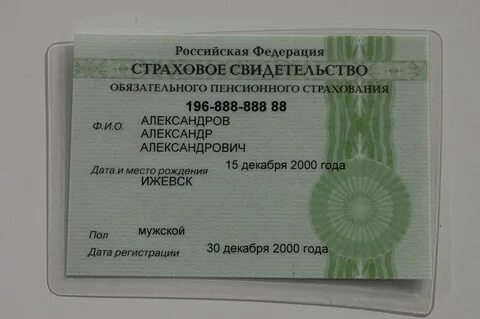 Российская Федерация
СТРАХОВОЕ СВИДЕТЕЛЬСТВО
ОБЯЗАТЕЛЬНОГО ПЕНСИОННОГО СТРАХОВАНИЯ
196-888-888 88
Ф.И.О. АЛЕКСАНДРОВ
АЛЕКСАНДР
АЛЕКСАНДРОВИЧ
Дата и место рождения 15 декабря 2000 года
ИЖЕВСК
Пол мужской
Дата регистрации 30 декабря 2000 года